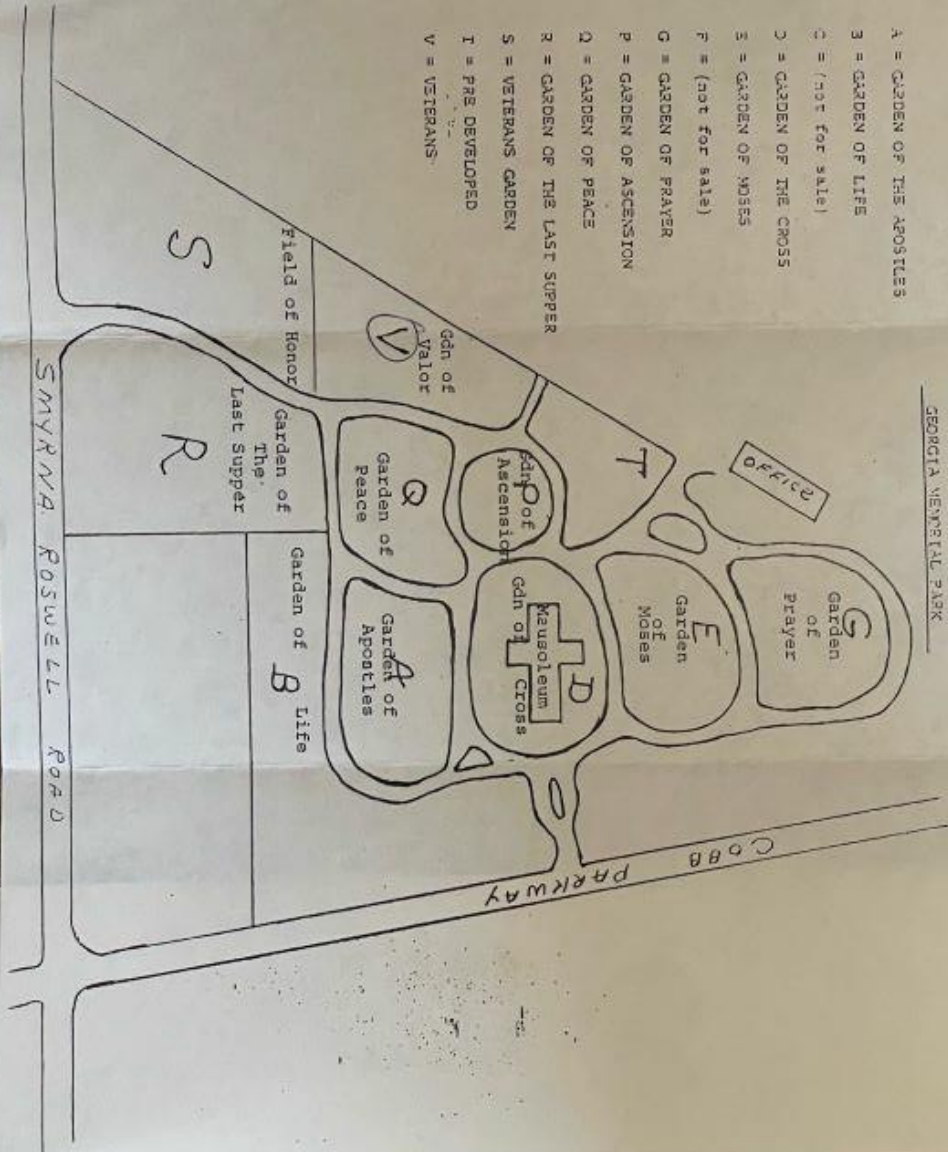 GEORGIA MEMORIAL PARK
A = GARDEN OF THE APOSTLES
B = GARDEN OF LIFE
C = (not for sale)
D = GARDEN OF THE CROSS
E = GARDEN OF MOSES
F = (not for sale)
G = GARDEN OF PRAYER
P = GARDEN OF ASCENSION
Q = GARDEN OF PEACE
R = GARDEN OF THE LAST SUPPER
S = VETERANS GARDEN
T = PRE DEVELOPED
V = VETERANS
OFFICE
G
Garden
of
Prayer
T
E
Garden
of
Moses
P
Gdn of
Ascension
D
Mausoleum
Gdn of Cross
Gdn of
Valor
V
Q
Garden of
Peace
A
Garden of
Apostles
Field of Honor
S
Garden of
The
Last Supper
R
Garden of Life
B
COBB PARKWAY
SMYRNA ROSWELL ROAD